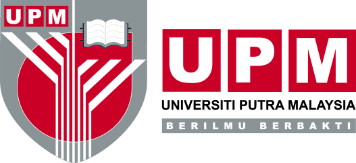 UPM
UPM
UNIVERSITI PUTRA MALAYSIA
BERILMU BERBAKTI